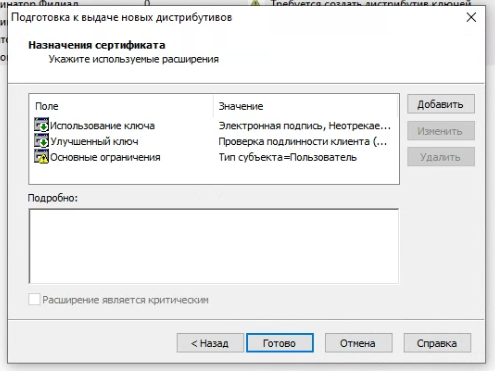 инатор Филиал 0 Требуется создать дистрибутив ключей
Подготовка к выдаче новых дистрибутивов
Назначения сертификата
Укажите используемые расширения
Поле Значение Добавить
Использование ключа Электронная подпись, Неотрекае... Изменить
Улучшенный ключ Проверка подлинности клиента (...
Основные ограничения Тип субъекта=Пользователь Удалить
Подробно:
Расширение является критическим
< Назад Готово Отмена Справка